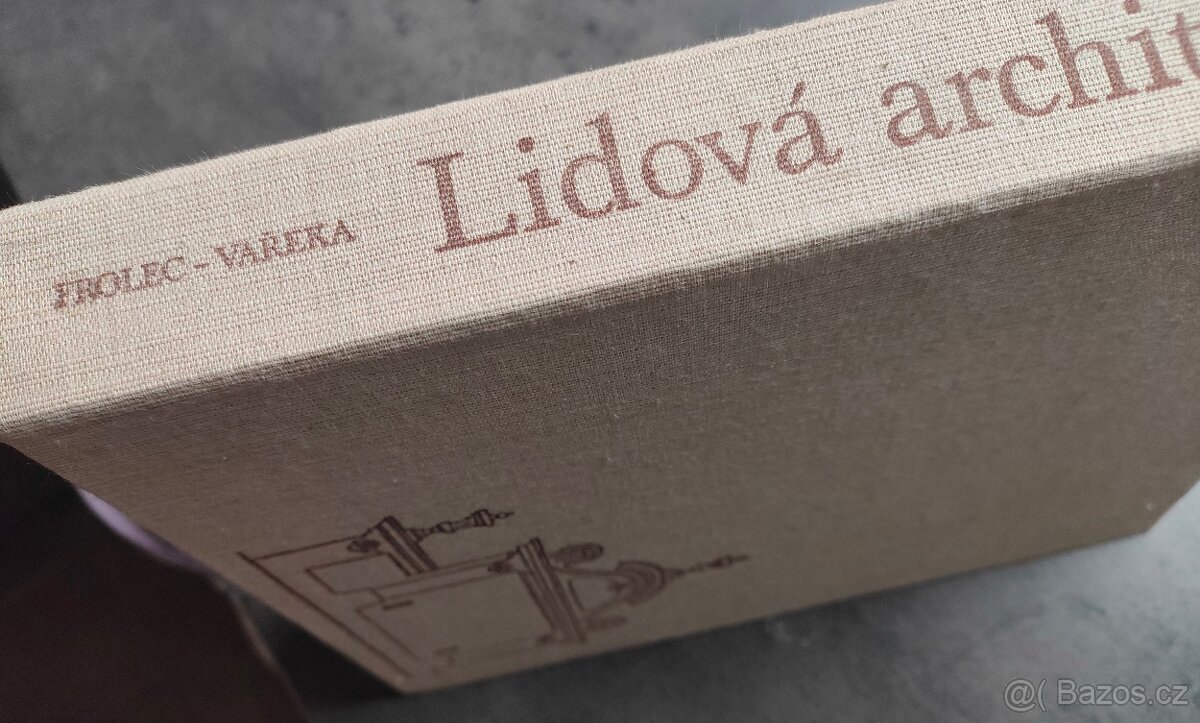 FROLEC - VAŘEKA Lidová archit
@( Bazos.cz